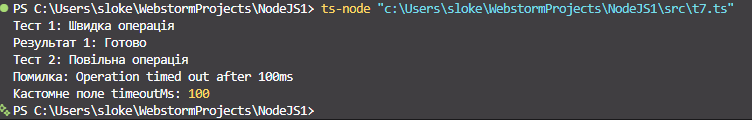 PS C:\Users\sloke\WebstormProjects\NodeJS1> ts-node "c:\Users\sloke\WebstormProjects\NodeJS1\src\t7.ts"
Тест 1: Швидка операція
Результат 1: Готово
Тест 2: Повільна операція
Помилка: Operation timed out after 100ms
Кастомне поле timeoutMs: 100
PS C:\Users\sloke\WebstormProjects\NodeJS1>